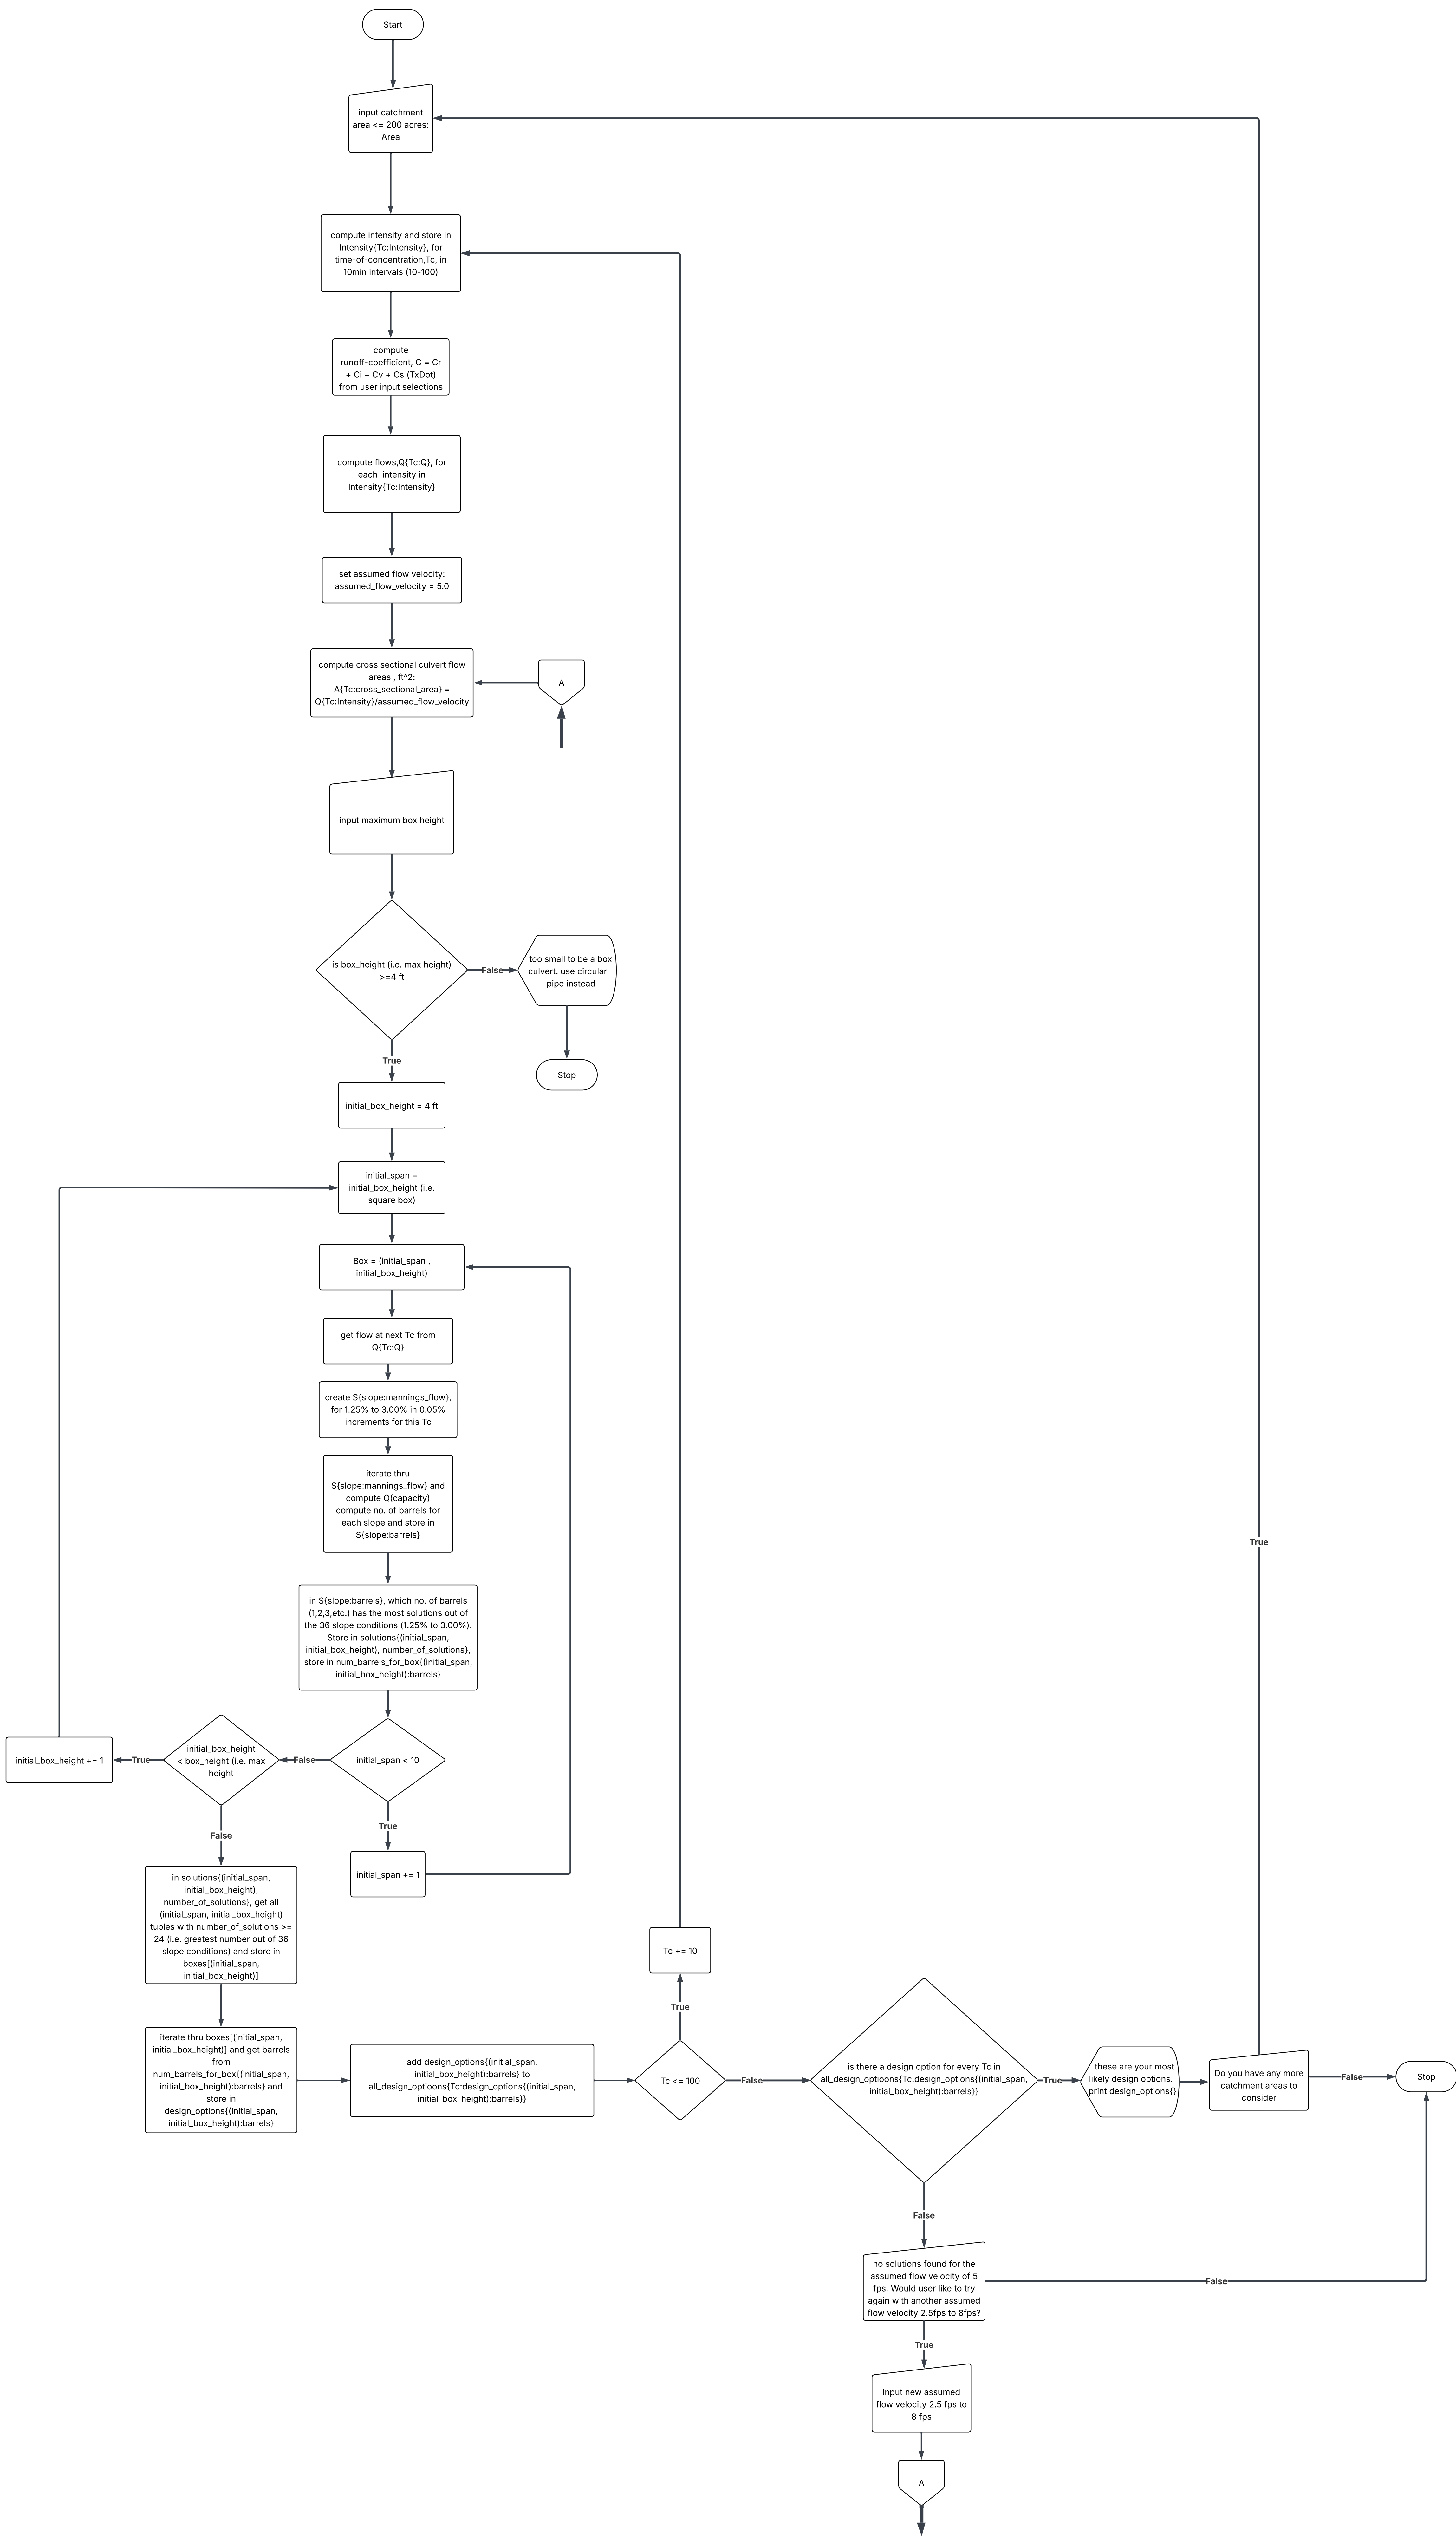 Start
input catchment
area <= 200 acres:
Area
compute intensity and store in
Intensity{Tc:Intensity}, for
time-of-concentration,Tc, in
10min intervals (10-100)
compute
runoff-coefficient, C = Cr
+ Ci + Cv + Cs (TxDot)
from user input selections
compute flows,Q{Tc:Q}, for
each  intensity in
Intensity{Tc:Intensity}
set assumed flow velocity:
assumed_flow_velocity = 5.0
compute cross sectional culvert flow
areas , ft^2:
A{Tc:cross_sectional_area} =
Q{Tc:Intensity}/assumed_flow_velocity
A
input maximum box height
is box_height (i.e. max height)
>=4 ft
False
too small to be a box
culvert. use circular
pipe instead
Stop
True
initial_box_height = 4 ft
initial_span =
initial_box_height (i.e.
square box)
Box = (initial_span ,
initial_box_height)
get flow at next Tc from
Q{Tc:Q}
create S{slope:mannings_flow},
for 1.25% to 3.00% in 0.05%
increments for this Tc
iterate thru
S{slope:mannings_flow} and
compute Q(capacity)
compute no. of barrels for
each slope and store in
S{slope:barrels}
in S{slope:barrels}, which no. of barrels
(1,2,3,etc.) has the most solutions out of
the 36 slope conditions (1.25% to 3.00%).
Store in solutions{(initial_span,
initial_box_height), number_of_solutions},
store in num_barrels_for_box{(initial_span,
initial_box_height):barrels}
initial_span < 10
False
initial_box_height
< box_height (i.e. max
height
True
initial_box_height += 1
True
initial_span += 1
False
in solutions{(initial_span,
initial_box_height),
number_of_solutions}, get all
(initial_span, initial_box_height)
tuples with number_of_solutions >=
24 (i.e. greatest number out of 36
slope conditions) and store in
boxes[(initial_span,
initial_box_height)]
iterate thru boxes[(initial_span,
initial_box_height)] and get barrels
from
num_barrels_for_box{(initial_span,
initial_box_height):barrels} and
store in
design_options{(initial_span,
initial_box_height):barrels}
add design_options{(initial_span,
initial_box_height):barrels} to
all_design_optioons{Tc:design_options{(initial_span,
initial_box_height):barrels}}
Tc <= 100
True
Tc += 10
False
is there a design option for every Tc in
all_design_optioons{Tc:design_options{(initial_span,
initial_box_height):barrels}}
True
these are your most
likely design options.
print design_options{}
Do you have any more
catchment areas to
consider
True
False
Stop
False
no solutions found for the
assumed flow velocity of 5
fps. Would user like to try
again with another assumed
flow velocity 2.5fps to 8fps?
False
True
input new assumed
flow velocity 2.5 fps to
8 fps
A